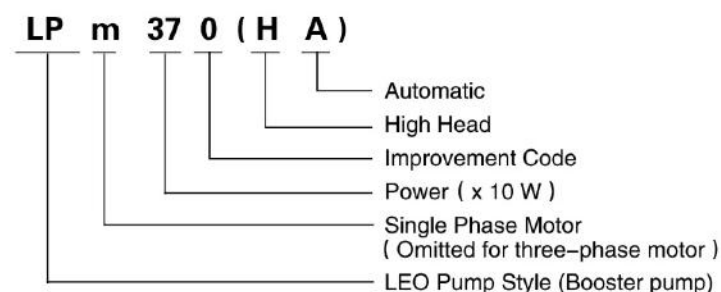 LP m 37 0 ( H A )
Automatic
High Head
Improvement Code
Power ( x 10 W )
Single Phase Motor
( Omitted for three–phase motor )
LEO Pump Style (Booster pump)